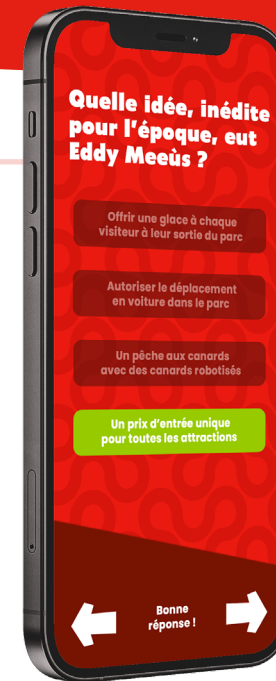 Quelle idée, inédite
pour l'époque, eut
Eddy Meeùs ?
Offrir une glace à chaque
visiteur à leur sortie du parc
Autoriser le déplacement
en voiture dans le parc
Un pêche aux canards
avec des canards robotisés
Un prix d'entrée unique
pour toutes les attractions
Bonne
réponse !